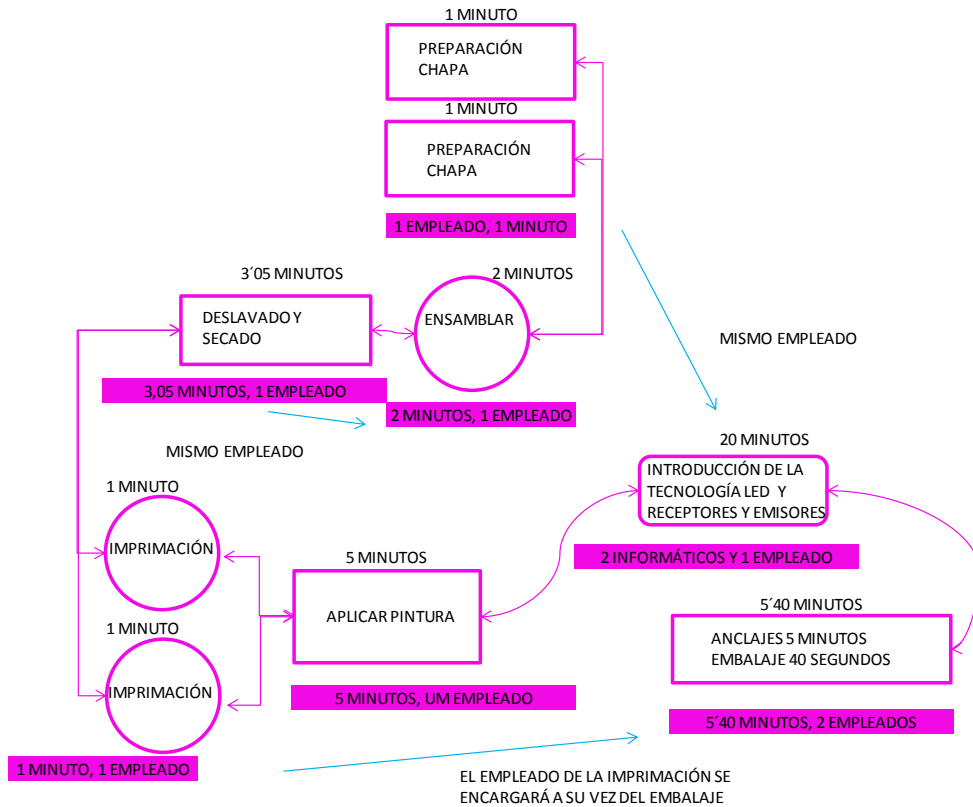 1 MINUTO
PREPARACIÓN
CHAPA
1 MINUTO
PREPARACIÓN
CHAPA
1 EMPLEADO, 1 MINUTO
3´05 MINUTOS
2 MINUTOS
DESLAVADO Y
SECADO
ENSAMBLAR
MISMO EMPLEADO
3,05 MINUTOS, 1 EMPLEADO
2 MINUTOS, 1 EMPLEADO
MISMO EMPLEADO
20 MINUTOS
INTRODUCCIÓN DE LA
TECNOLOGÍA LED Y
RECEPTORES Y EMISORES
1 MINUTO
IMPRIMACIÓN
5 MINUTOS
2 INFORMÁTICOS Y 1 EMPLEADO
APLICAR PINTURA
5´40 MINUTOS
1 MINUTO
ANCLAJES 5 MINUTOS
EMBALAJE 40 SEGUNDOS
IMPRIMACIÓN
5 MINUTOS, UM EMPLEADO
5´40 MINUTOS, 2 EMPLEADOS
1 MINUTO, 1 EMPLEADO
EL EMPLEADO DE LA IMPRIMACIÓN SE
ENCARGARÁ A SU VEZ DEL EMBALAJE